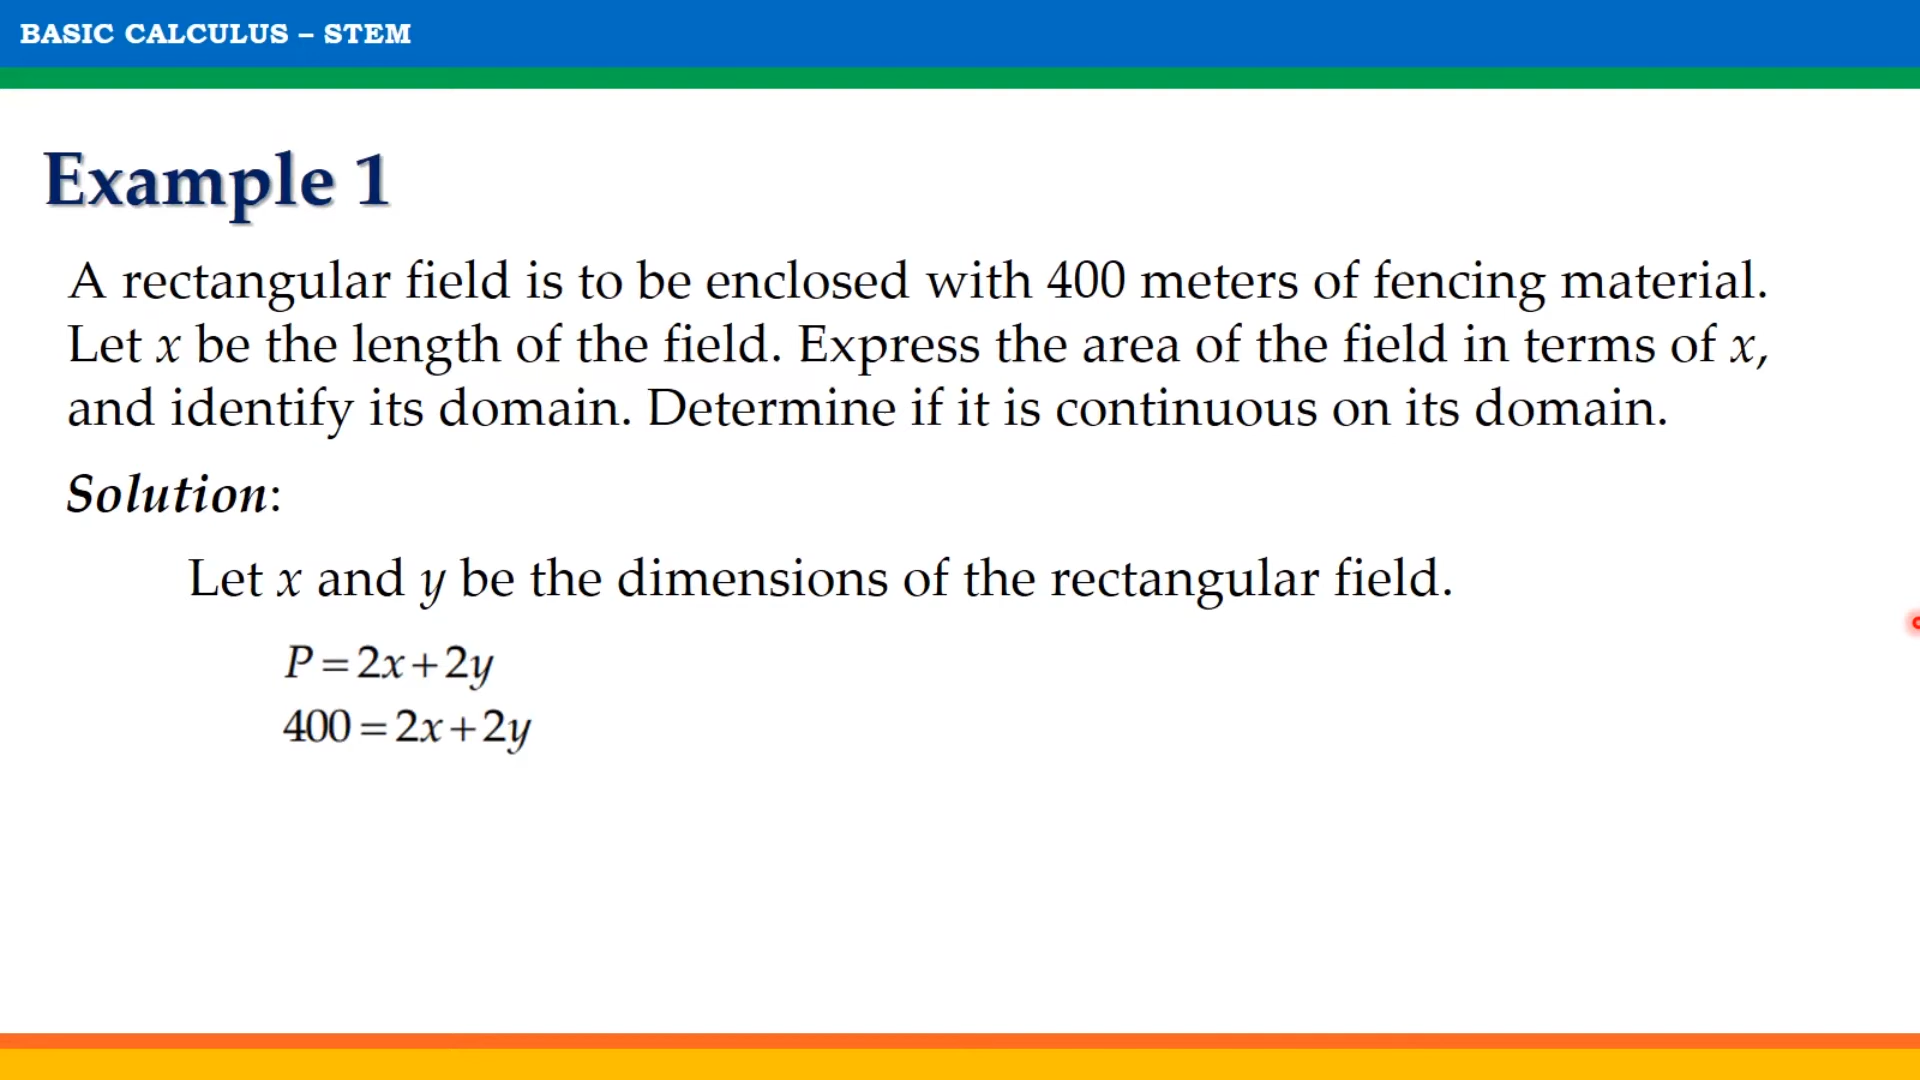 BASIC CALCULUS – STEM
Example 1
A rectangular field is to be enclosed with 400 meters of fencing material.
Let x be the length of the field. Express the area of the field in terms of x,
and identify its domain. Determine if it is continuous on its domain.
Solution:
Let x and y be the dimensions of the rectangular field.
P = 2x + 2y
400 = 2x + 2y